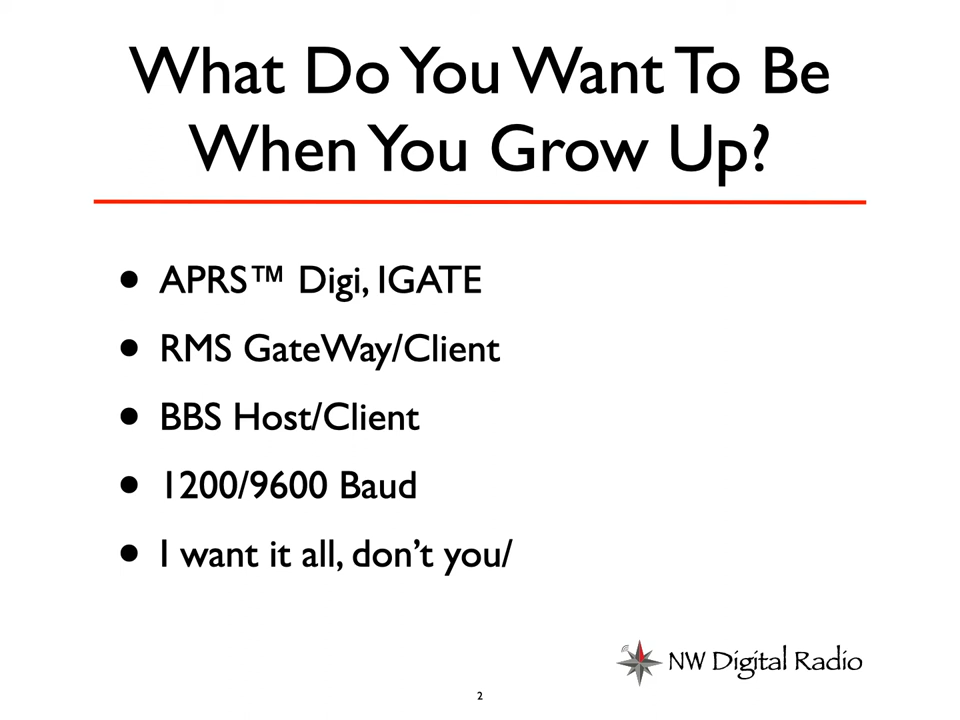 What Do You Want To Be
When You Grow Up?
• APRS™ Digi, IGATE
• RMS GateWay/Client
• BBS Host/Client
• 1200/9600 Baud
• I want it all, don’t you/
NW Digital Radio
2